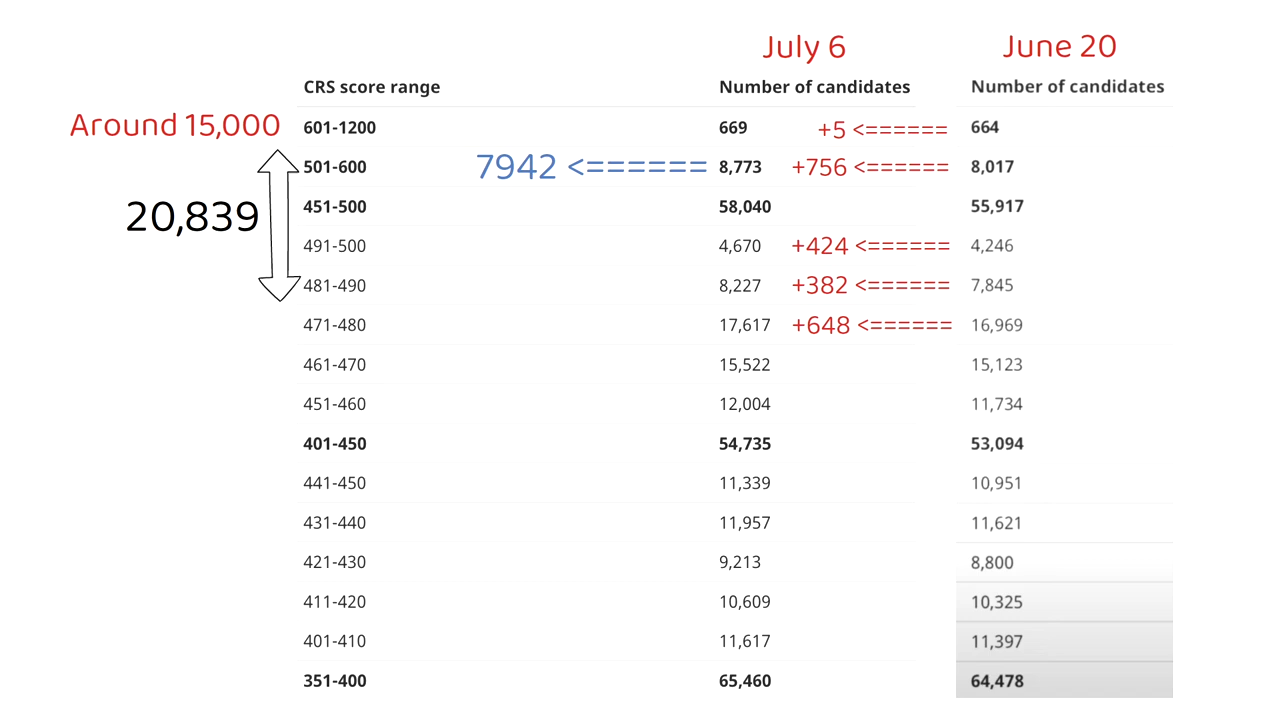 July 6 June 20
CRS score range Number of candidates Number of candidates
Around 15,000 601-1200 669 +5 <====== 664
501-600 7942 <====== 8,773 +756 <====== 8,017
20,839 451-500 58,040 55,917
491-500 4,670 +424 <====== 4,246
481-490 8,227 +382 <====== 7,845
471-480 17,617 +648 <====== 16,969
461-470 15,522 15,123
451-460 12,004 11,734
401-450 54,735 53,094
441-450 11,339 10,951
431-440 11,957 11,621
421-430 9,213 8,800
411-420 10,609 10,325
401-410 11,617 11,397
351-400 65,460 64,478